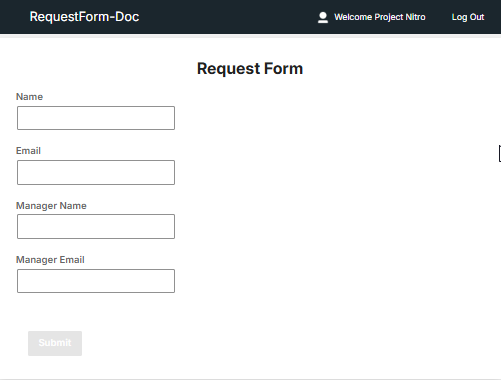 RequestForm-Doc
Welcome Project Nitro
Log Out
Request Form
Name
Email
Manager Name
Manager Email
Submit